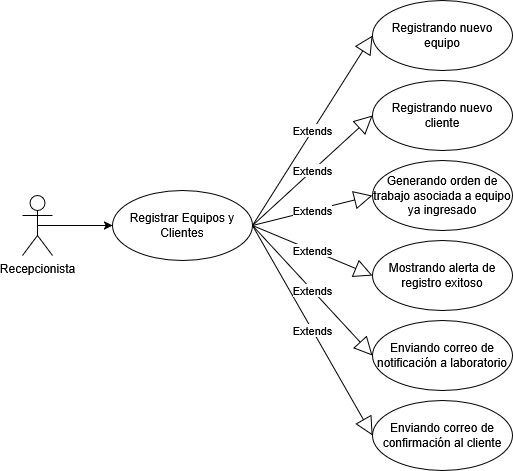 Registrando nuevo
equipo
Extends
Registrando nuevo
cliente
Extends
Generando orden de
trabajo asociada a equipo
ya ingresado
Extends
Registrar Equipos y
Clientes
Recepcionista
Extends
Mostrando alerta de
registro exitoso
Extends
Enviando correo de
notificación a laboratorio
Extends
Enviando correo de
confirmación al cliente